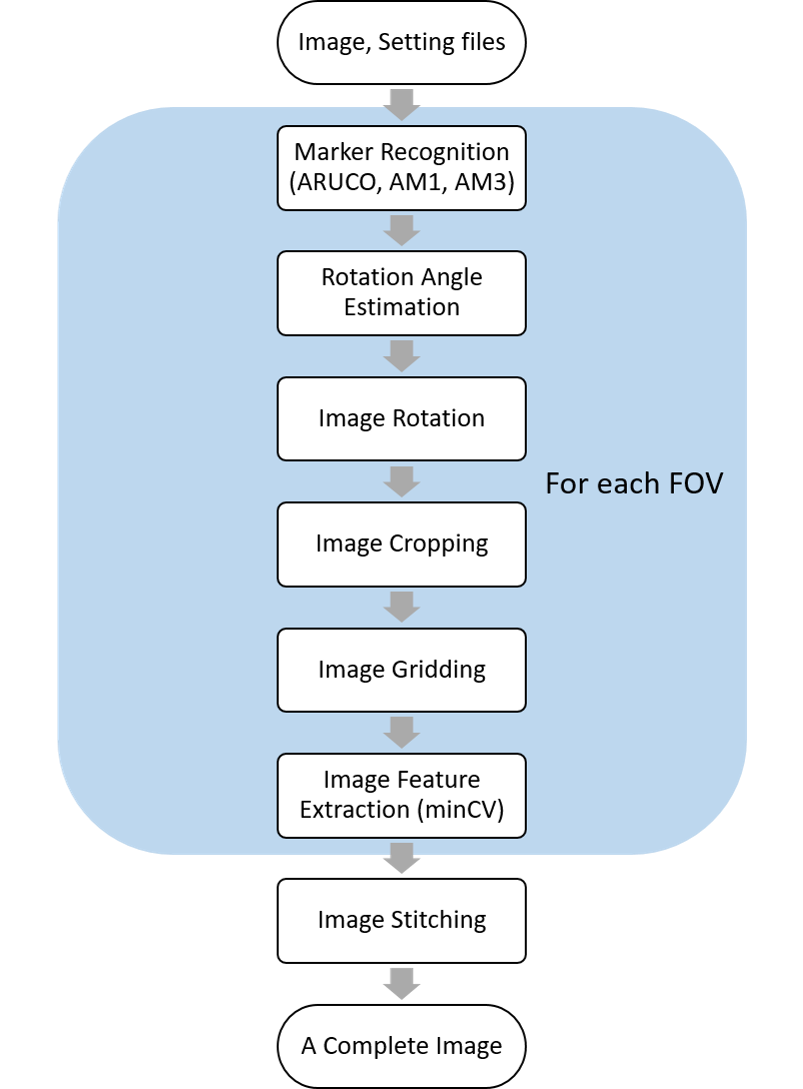 Image, Setting files
Marker Recognition
(ARUCO, AM1, AM3)
Rotation Angle
Estimation
Image Rotation
For each FOV
Image Cropping
Image Gridding
Image Feature
Extraction (minCV)
Image Stitching
A Complete Image